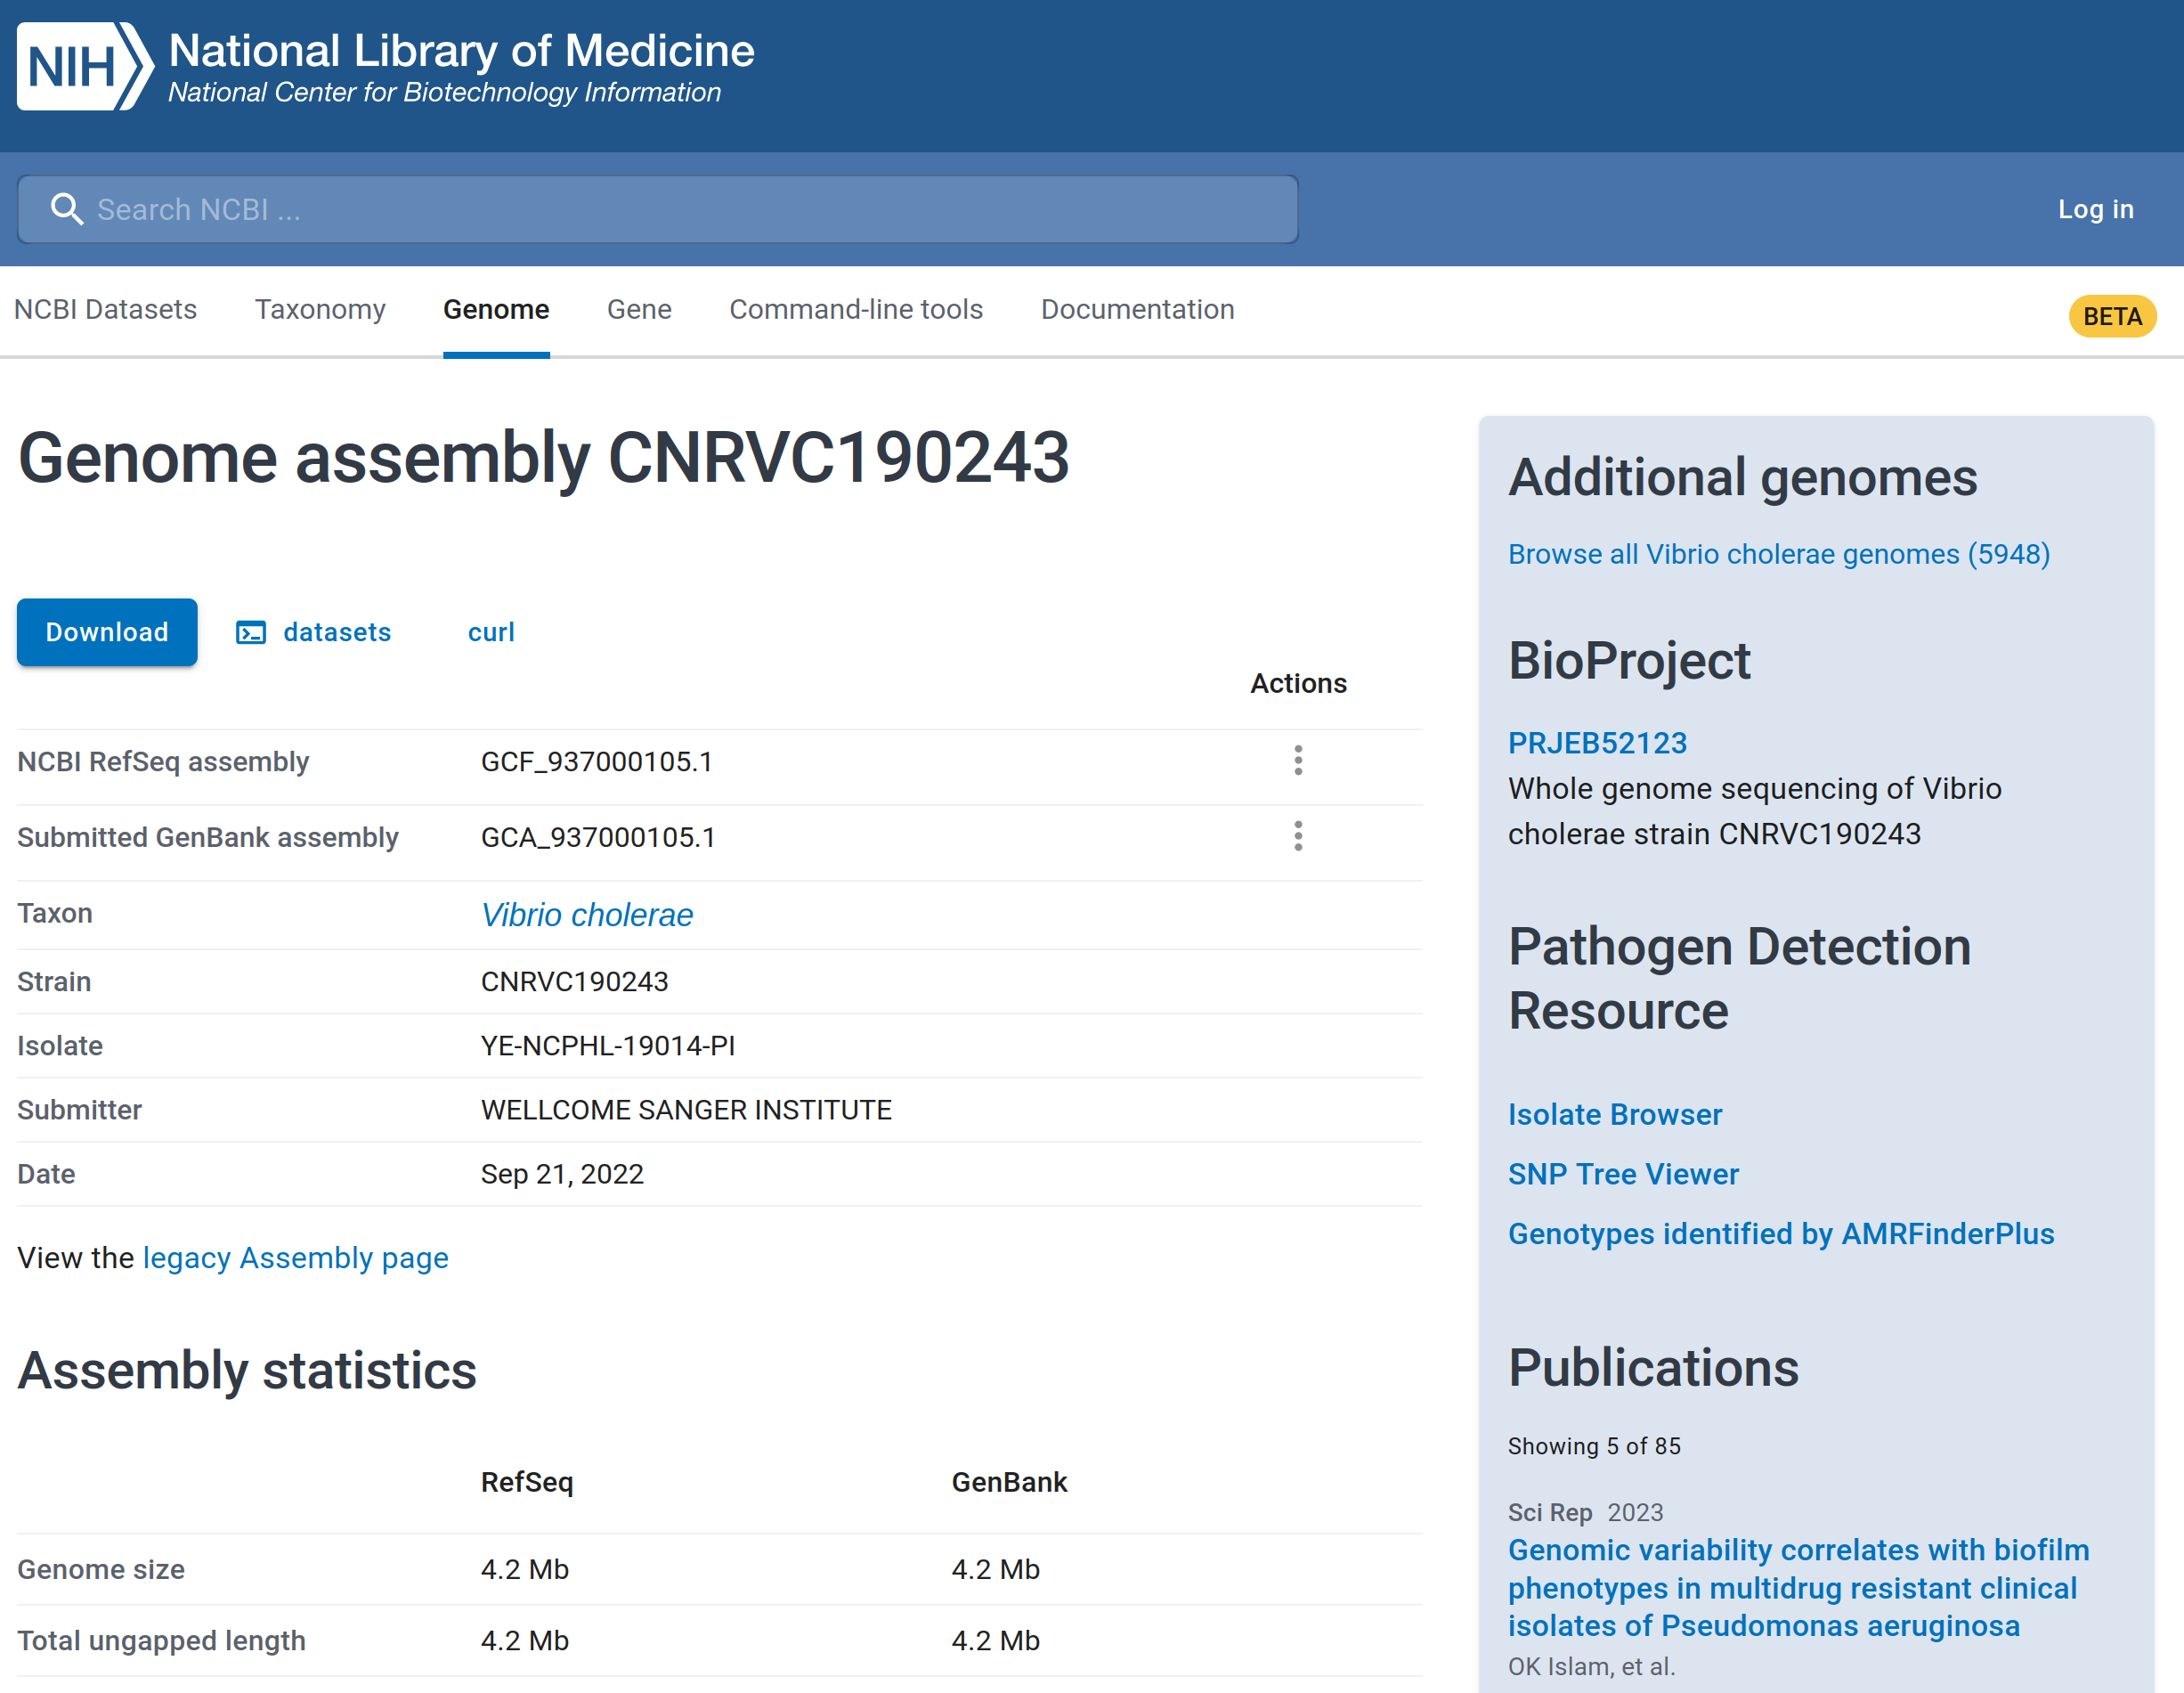 NIH National Library of Medicine
National Center for Biotechnology Information
Search NCBI ...
Log in
NCBI Datasets Taxonomy Genome Gene Command-line tools Documentation BETA
Genome assembly CNRVC190243
Download datasets curl
Actions
NCBI RefSeq assembly GCF_937000105.1
Submitted GenBank assembly GCA_937000105.1
Taxon Vibrio cholerae
Strain CNRVC190243
Isolate YE-NCPHL-19014-PI
Submitter WELLCOME SANGER INSTITUTE
Date Sep 21, 2022
View the legacy Assembly page
Assembly statistics
RefSeq GenBank
Genome size 4.2 Mb 4.2 Mb
Total ungapped length 4.2 Mb 4.2 Mb
Additional genomes
Browse all Vibrio cholerae genomes (5948)
BioProject
PRJEB52123
Whole genome sequencing of Vibrio
cholerae strain CNRVC190243
Pathogen Detection
Resource
Isolate Browser
SNP Tree Viewer
Genotypes identified by AMRFinderPlus
Publications
Showing 5 of 85
Sci Rep 2023
Genomic variability correlates with biofilm
phenotypes in multidrug resistant clinical
isolates of Pseudomonas aeruginosa
OK Islam, et al.